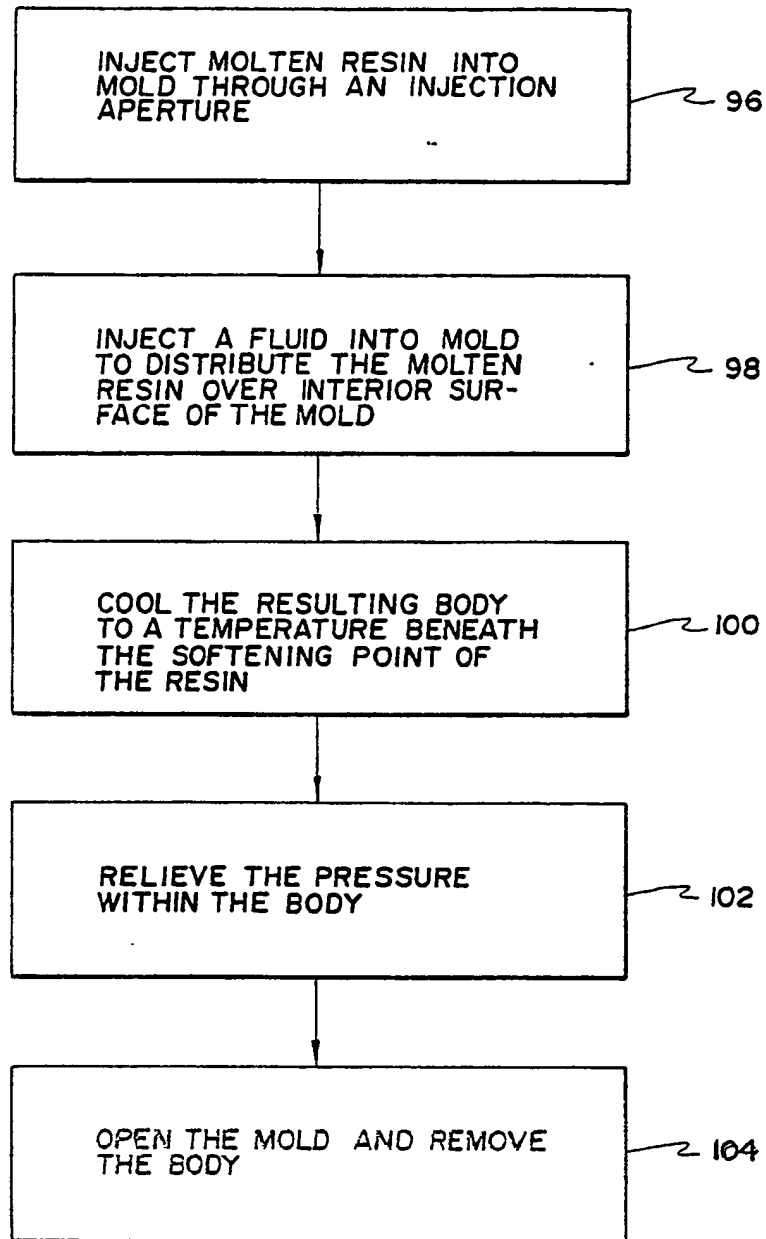 INJECT MOLTEN RESIN INTO
MOLD THROUGH AN INJECTION
APERTURE
96
INJECT A FLUID INTO MOLD
TO DISTRIBUTE THE MOLTEN
RESIN OVER INTERIOR SUR-
FACE OF THE MOLD
98
COOL THE RESULTING BODY
TO A TEMPERATURE BENEATH
THE SOFTENING POINT OF
THE RESIN
100
RELIEVE THE PRESSURE
WITHIN THE BODY
102
OPEN THE MOLD AND REMOVE
THE BODY
104